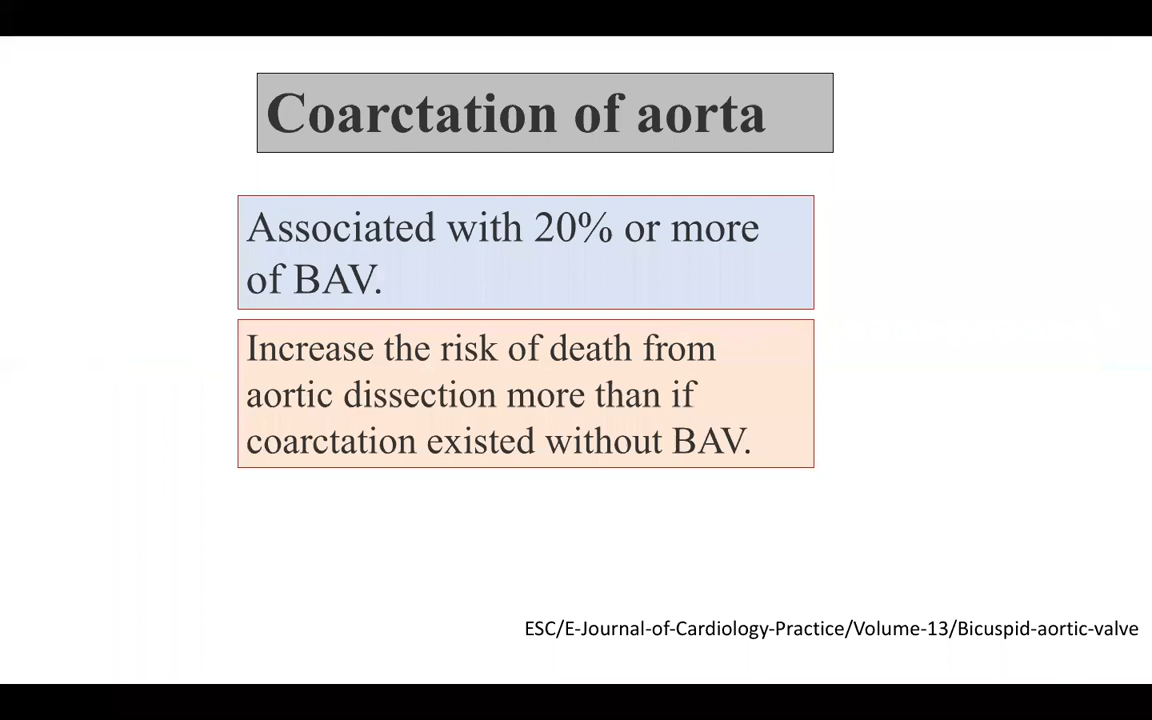 Coarctation of aorta
Associated with 20% or more
of BAV.
Increase the risk of death from
aortic dissection more than if
coarctation existed without BAV.
ESC/E-Journal-of-Cardiology-Practice/Volume-13/Bicuspid-aortic-valve